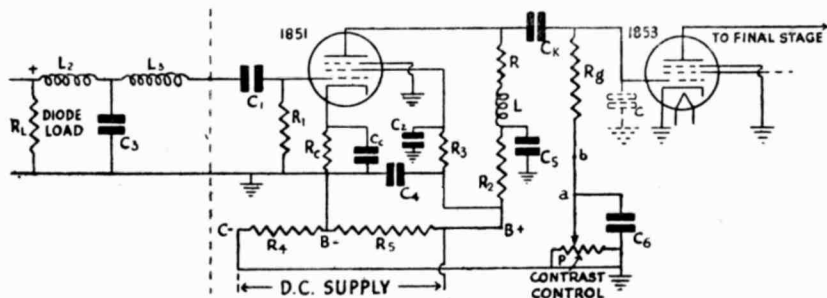 1851
1853
TO FINAL STAGE
+
L2
L3
C1
CK
R
Rg
L
C
RL
DIODE
LOAD
C3
R1
Rc
Cc
C2
R3
C4
R2
C5
b
a
C6
C-
R4
B-
R5
B+
P
D.C. SUPPLY
CONTRAST
CONTROL